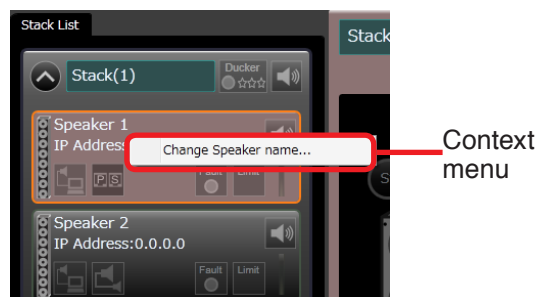 Stack List
Stack
Stack(1)
Ducker
Speaker 1
IP Address
Change Speaker name...
Context
menu
PS
Fault
Limit
S
Speaker 2
IP Address:0.0.0.0
Fault
Limit